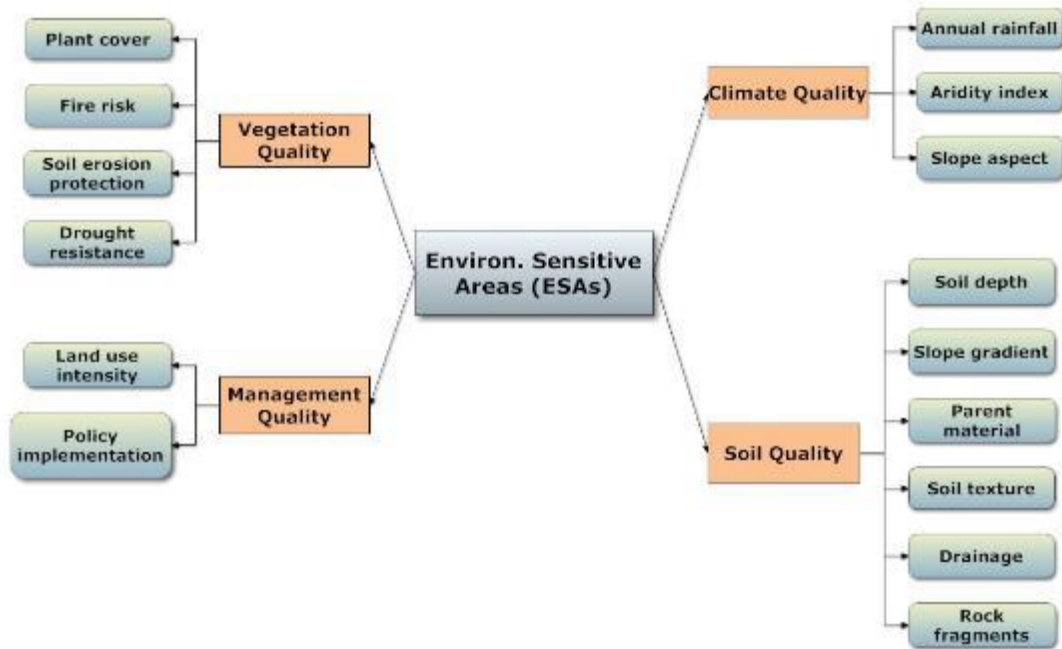 Plant cover
Fire risk
Soil erosion
protection
Drought
resistance
Vegetation
Quality
Land use
intensity
Policy
implementation
Management
Quality
Environ. Sensitive
Areas (ESAs)
Climate Quality
Annual rainfall
Aridity index
Slope aspect
Soil Quality
Soil depth
Slope gradient
Parent
material
Soil texture
Drainage
Rock
fragments